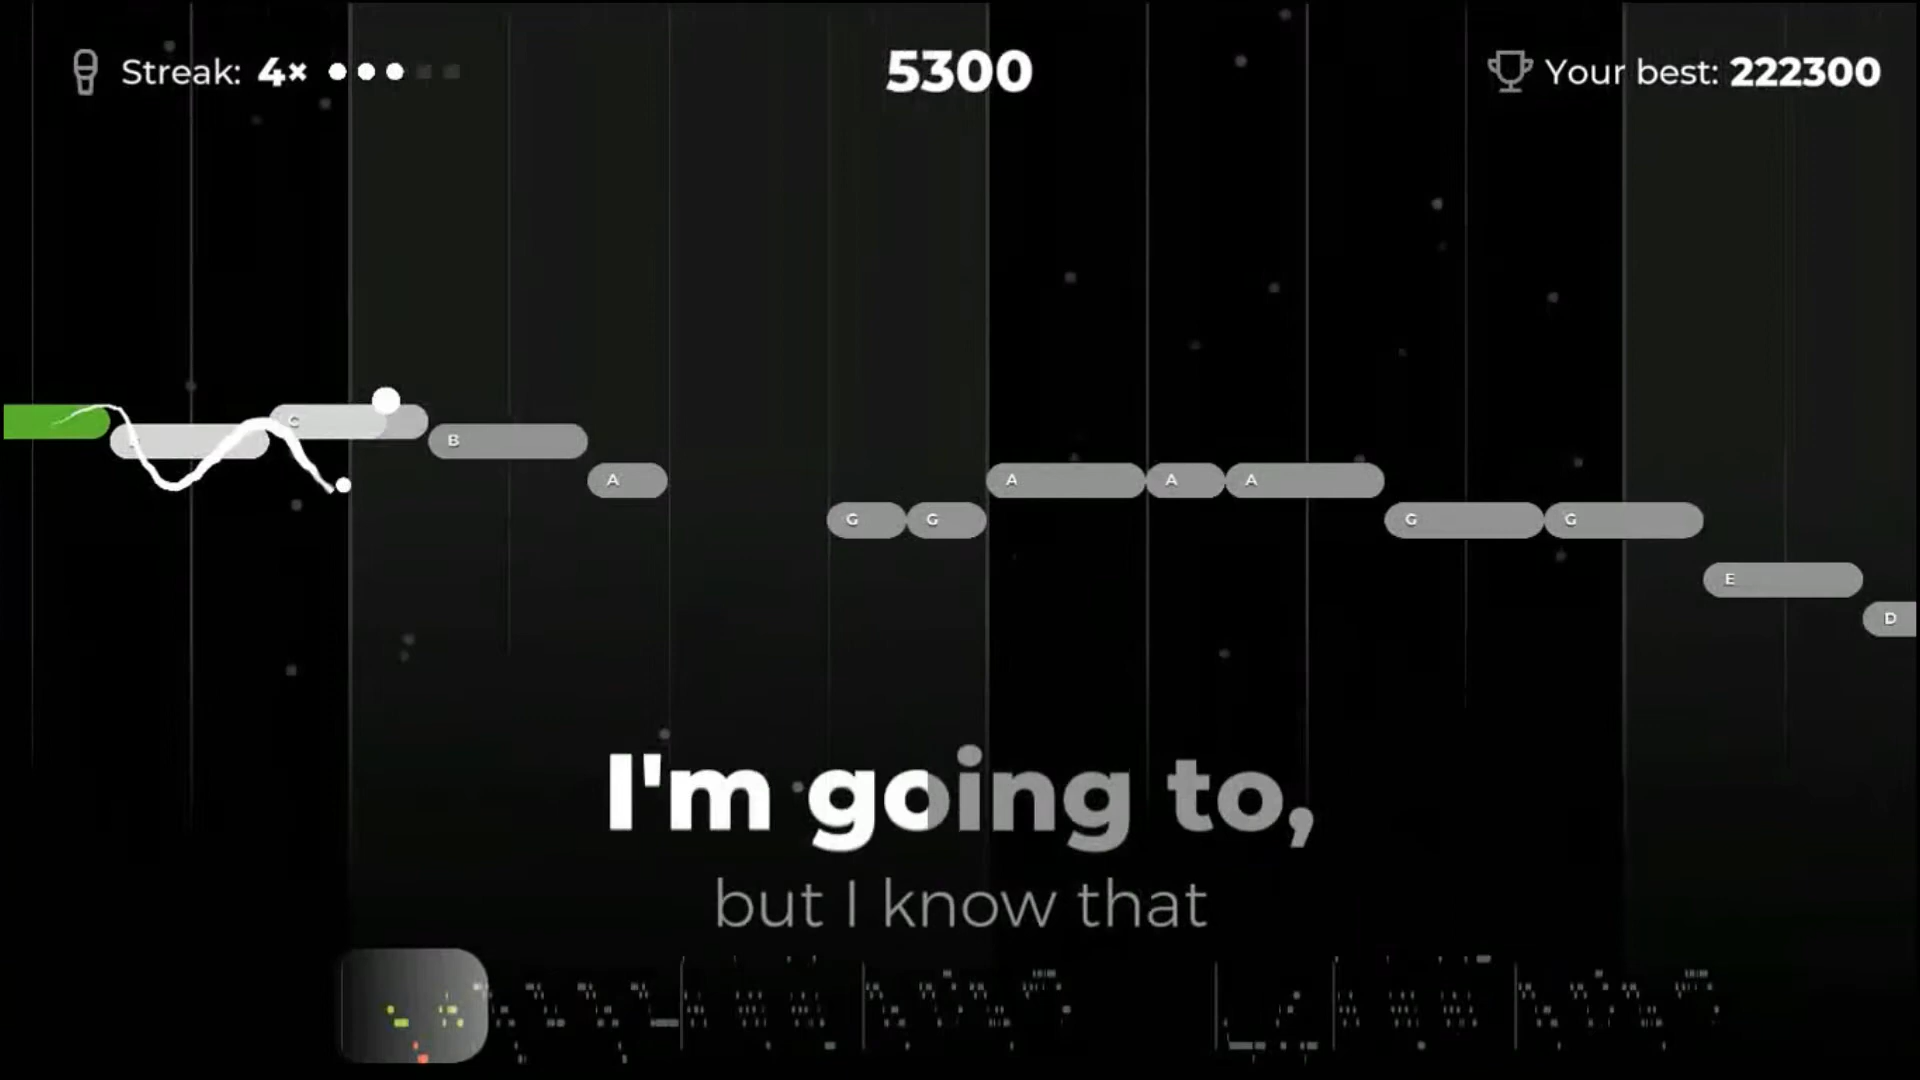 Streak: 4× 5300 Your best: 222300
C
B
A
G G A A A G G E D
I'm going to,
but I know that